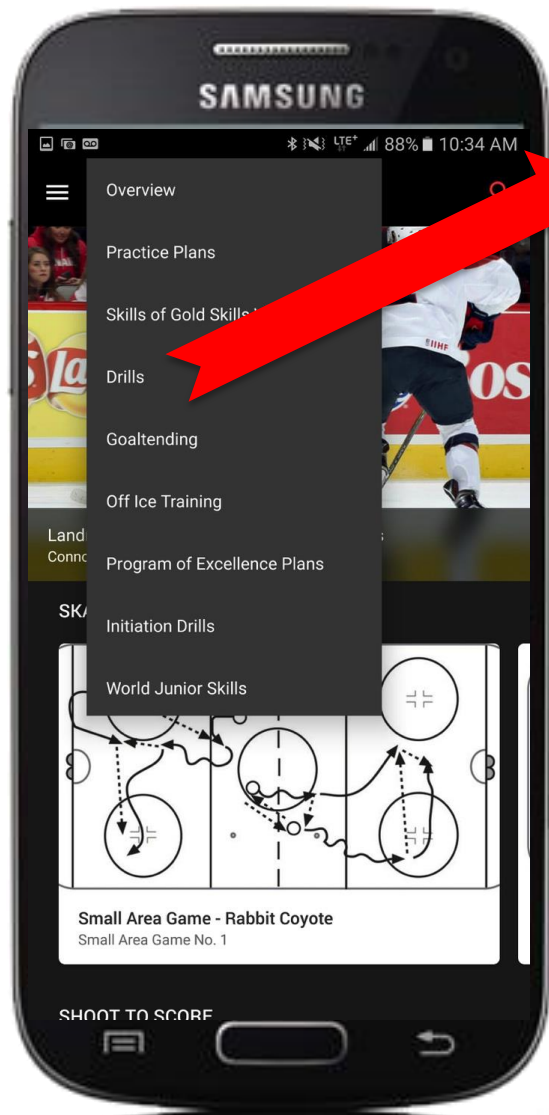 SAMSUNG
LTE+ 88% 10:34 AM
Overview
Practice Plans
Skills of Gold Skills
Drills
Goaltending
Off Ice Training
Program of Excellence Plans
Initiation Drills
World Junior Skills
IIHF
Small Area Game - Rabbit Coyote
Small Area Game No. 1
SHOOT TO SCORE